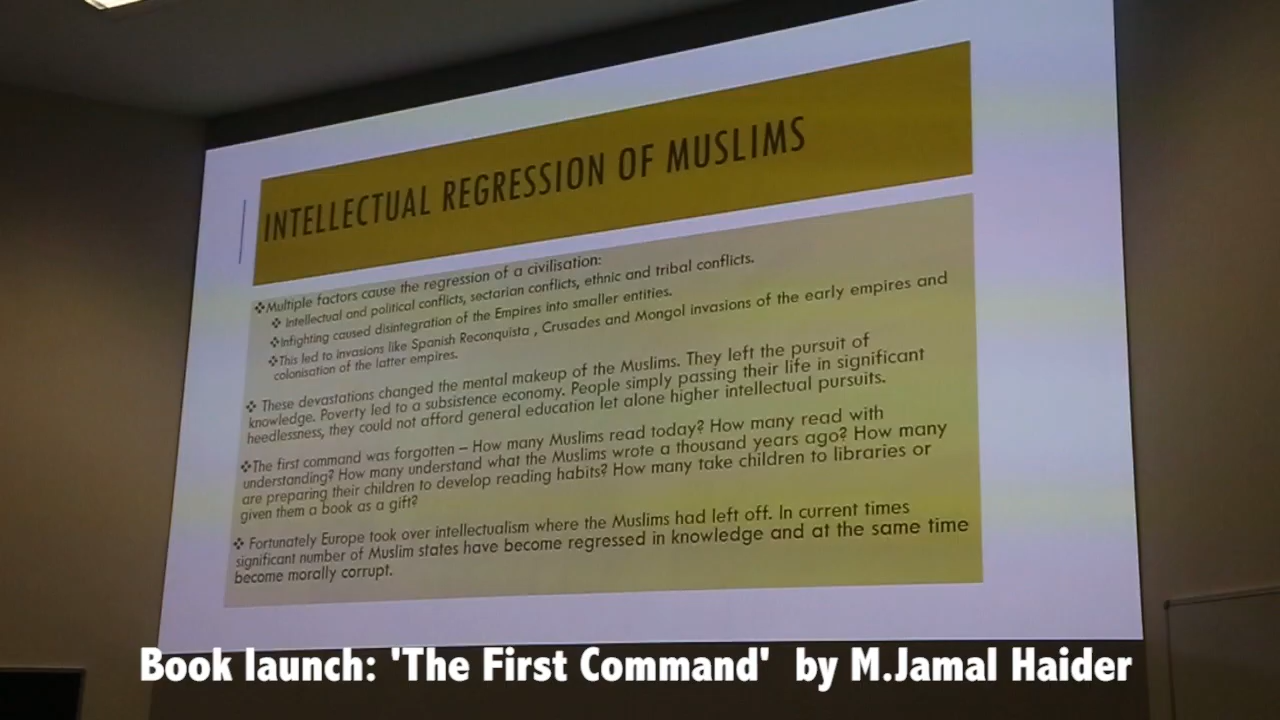 INTELLECTUAL REGRESSION OF MUSLIMS
❖Multiple factors cause the regression of a civilisation:
❖ Intellectual and political conflicts, sectarian conflicts, ethnic and tribal conflicts.
❖Infighting caused disintegration of the Empires into smaller entities.
❖This led to invasions like Spanish Reconquista , Crusades and Mongol invasions of the early empires and
colonisation of the latter empires.
❖ These devastations changed the mental makeup of the Muslims. They left the pursuit of
knowledge. Poverty led to a subsistence economy. People simply passing their life in significant
heedlessness, they could not afford general education let alone higher intellectual pursuits.
❖The first command was forgotten – How many Muslims read today? How many read with
understanding? How many understand what the Muslims wrote a thousand years ago? How many
are preparing their children to develop reading habits? How many take children to libraries or
given them a book as a gift?
❖ Fortunately Europe took over intellectualism where the Muslims had left off. In current times
significant number of Muslim states have become regressed in knowledge and at the same time
become morally corrupt.
Book launch: 'The First Command' by M.Jamal Haider